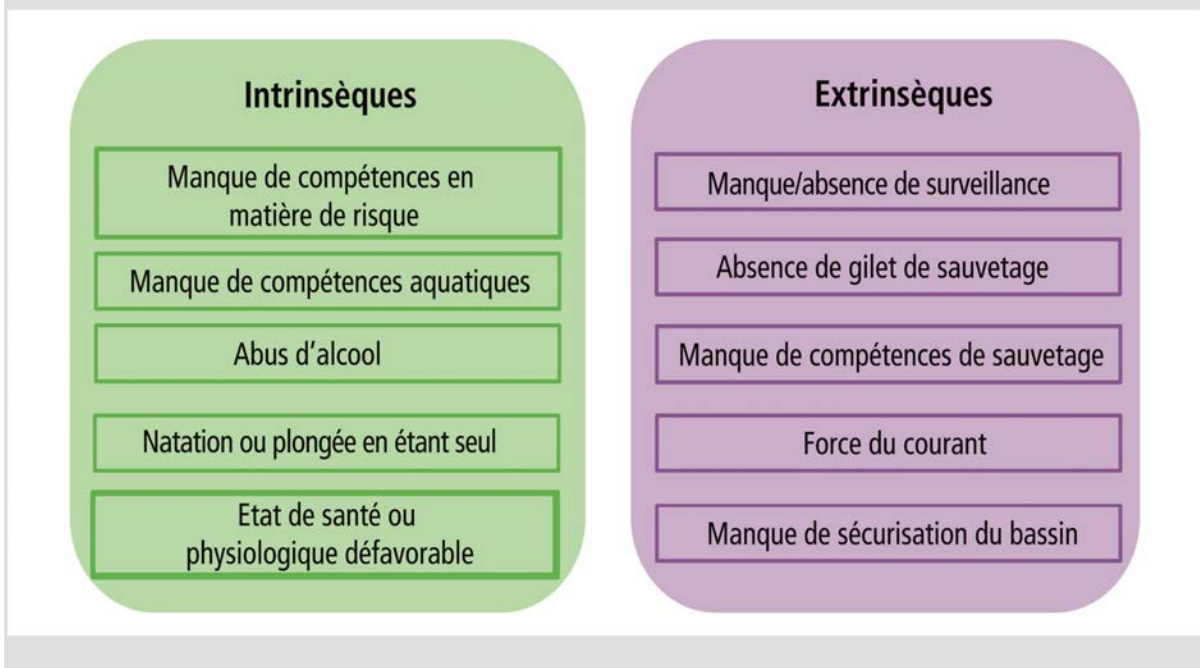 Intrinsèques
Manque de compétences en
matière de risque
Manque de compétences aquatiques
Abus d'alcool
Natation ou plongée en étant seul
Etat de santé ou
physiologique défavorable
Extrinsèques
Manque/absence de surveillance
Absence de gilet de sauvetage
Manque de compétences de sauvetage
Force du courant
Manque de sécurisation du bassin